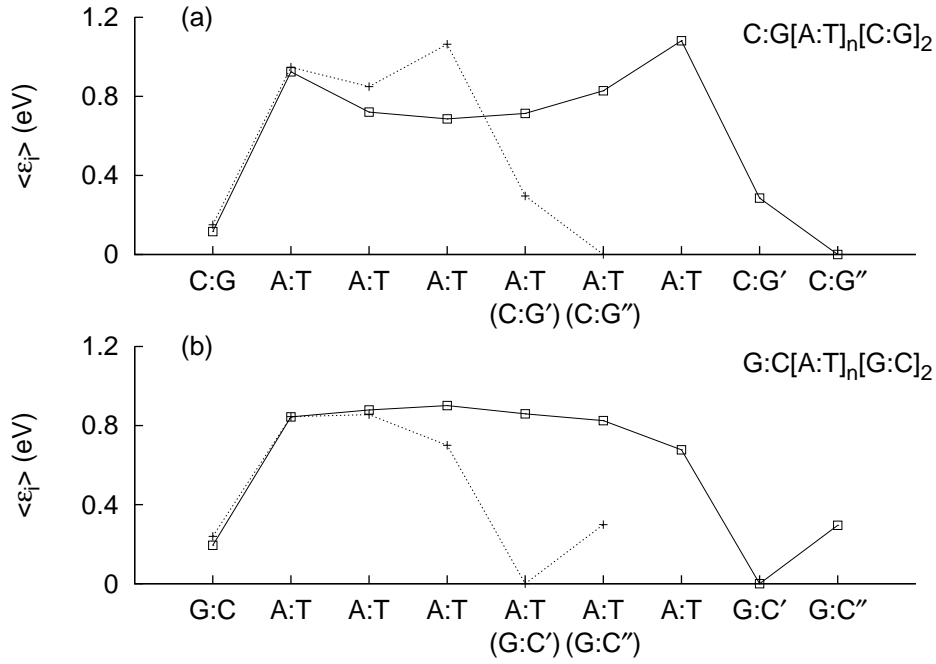 (a)
C:G[A:T]n[C:G]2
<εi> (eV)
1.2
0.8
0.4
0
C:G A:T A:T A:T A:T A:T A:T C:G′ C:G″
(C:G′) (C:G″)
(b)
G:C[A:T]n[G:C]2
<εi> (eV)
1.2
0.8
0.4
0
G:C A:T A:T A:T A:T A:T A:T G:C′ G:C″
(G:C′) (G:C″)